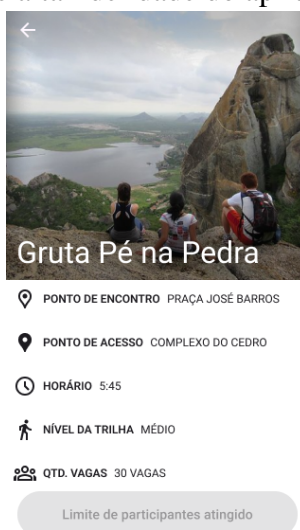 Gruta Pé na Pedra
PONTO DE ENCONTRO PRAÇA JOSÉ BARROS
PONTO DE ACESSO COMPLEXO DO CEDRO
HORÁRIO 5:45
NÍVEL DA TRILHA MÉDIO
QTD. VAGAS 30 VAGAS
Limite de participantes atingido